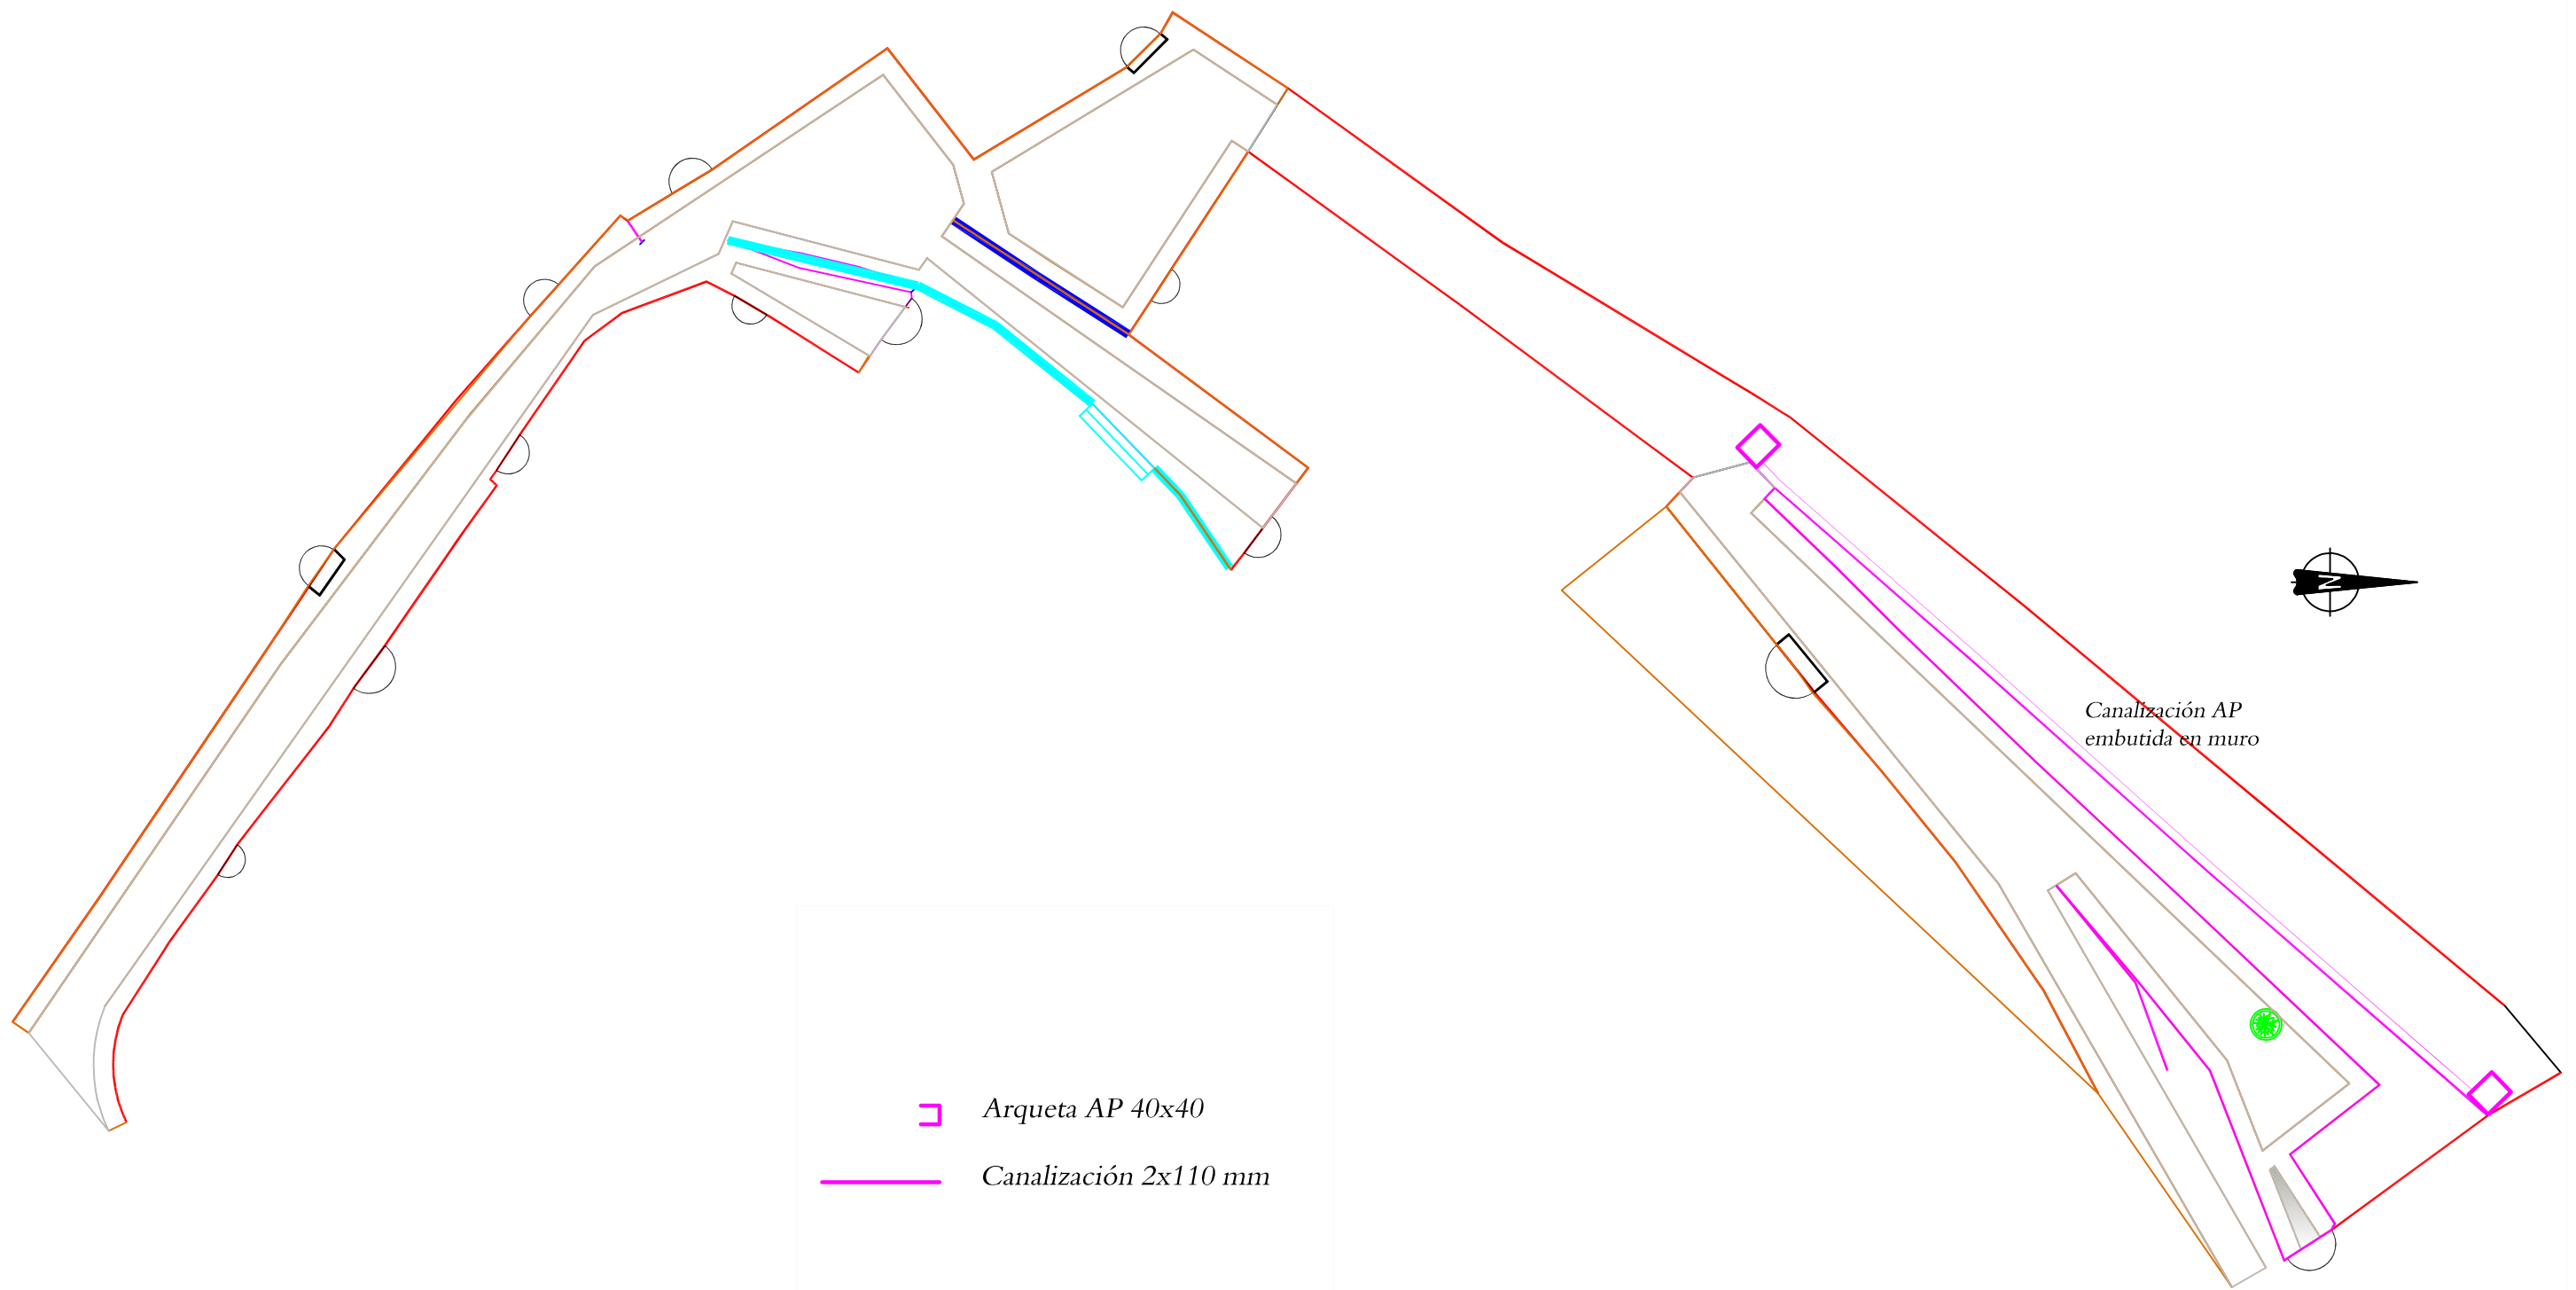 N
Canalización AP
embutida en muro
Arqueta AP 40x40
Canalización 2x110 mm